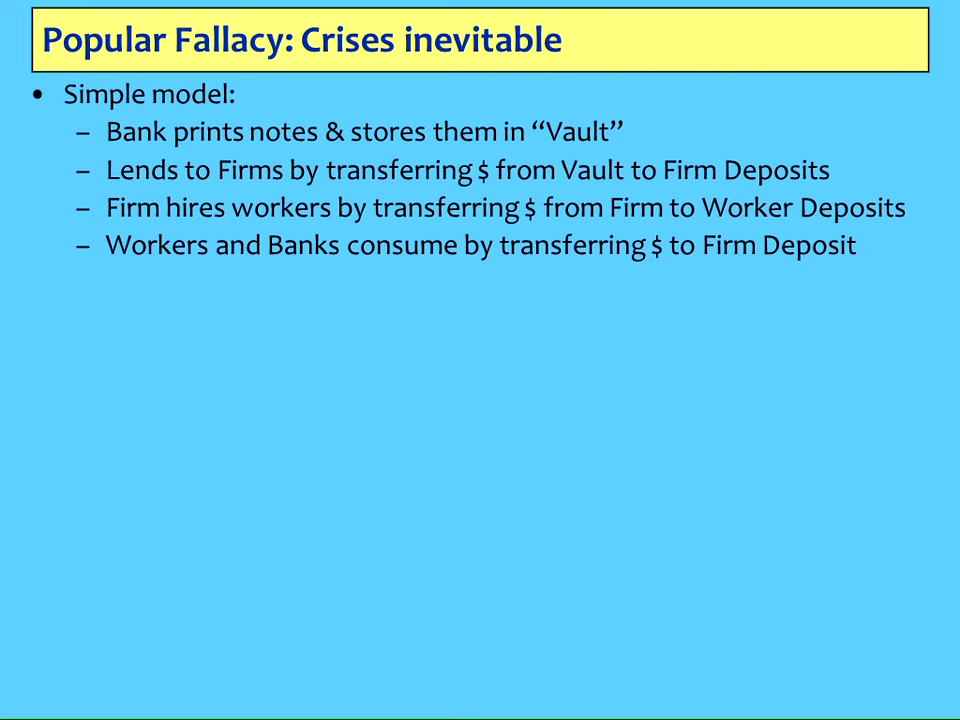 Popular Fallacy: Crises inevitable
• Simple model:
– Bank prints notes & stores them in “Vault”
– Lends to Firms by transferring $ from Vault to Firm Deposits
– Firm hires workers by transferring $ from Firm to Worker Deposits
– Workers and Banks consume by transferring $ to Firm Deposit